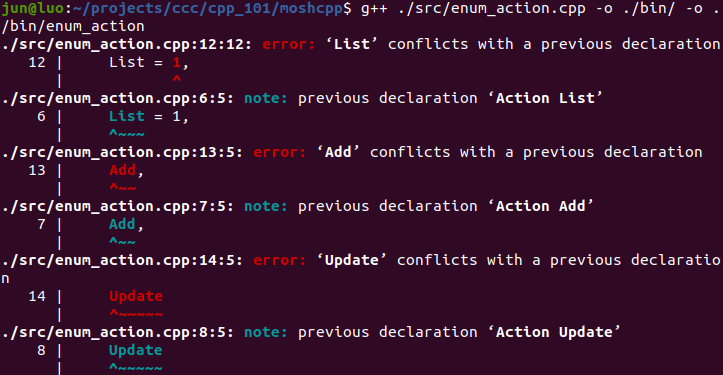 jun@luo:~/projects/ccc/cpp_101/moshcpp$ g++ ./src/enum_action.cpp -o ./bin/ -o .
/bin/enum_action
./src/enum_action.cpp:12:12: error: ‘List’ conflicts with a previous declaration
   12 |     List = 1,
      |            ^
./src/enum_action.cpp:6:5: note: previous declaration ‘Action List’
    6 |     List = 1,
      |     ^~~~
./src/enum_action.cpp:13:5: error: ‘Add’ conflicts with a previous declaration
   13 |     Add,
      |     ^~~
./src/enum_action.cpp:7:5: note: previous declaration ‘Action Add’
    7 |     Add,
      |     ^~~
./src/enum_action.cpp:14:5: error: ‘Update’ conflicts with a previous declaratio
n
   14 |     Update
      |     ^~~~~~
./src/enum_action.cpp:8:5: note: previous declaration ‘Action Update’
    8 |     Update
      |     ^~~~~~